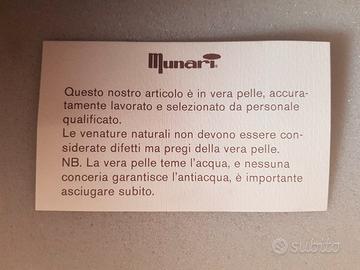 Munari
Questo nostro articolo è in vera pelle, accura-
tamente lavorato e selezionato da personale
qualificato.
Le venature naturali non devono essere con-
siderate difetti ma pregi della vera pelle.
NB. La vera pelle teme l'acqua, e nessuna
conceria garantisce l'antiacqua, è importante
asciugare subito.
subito